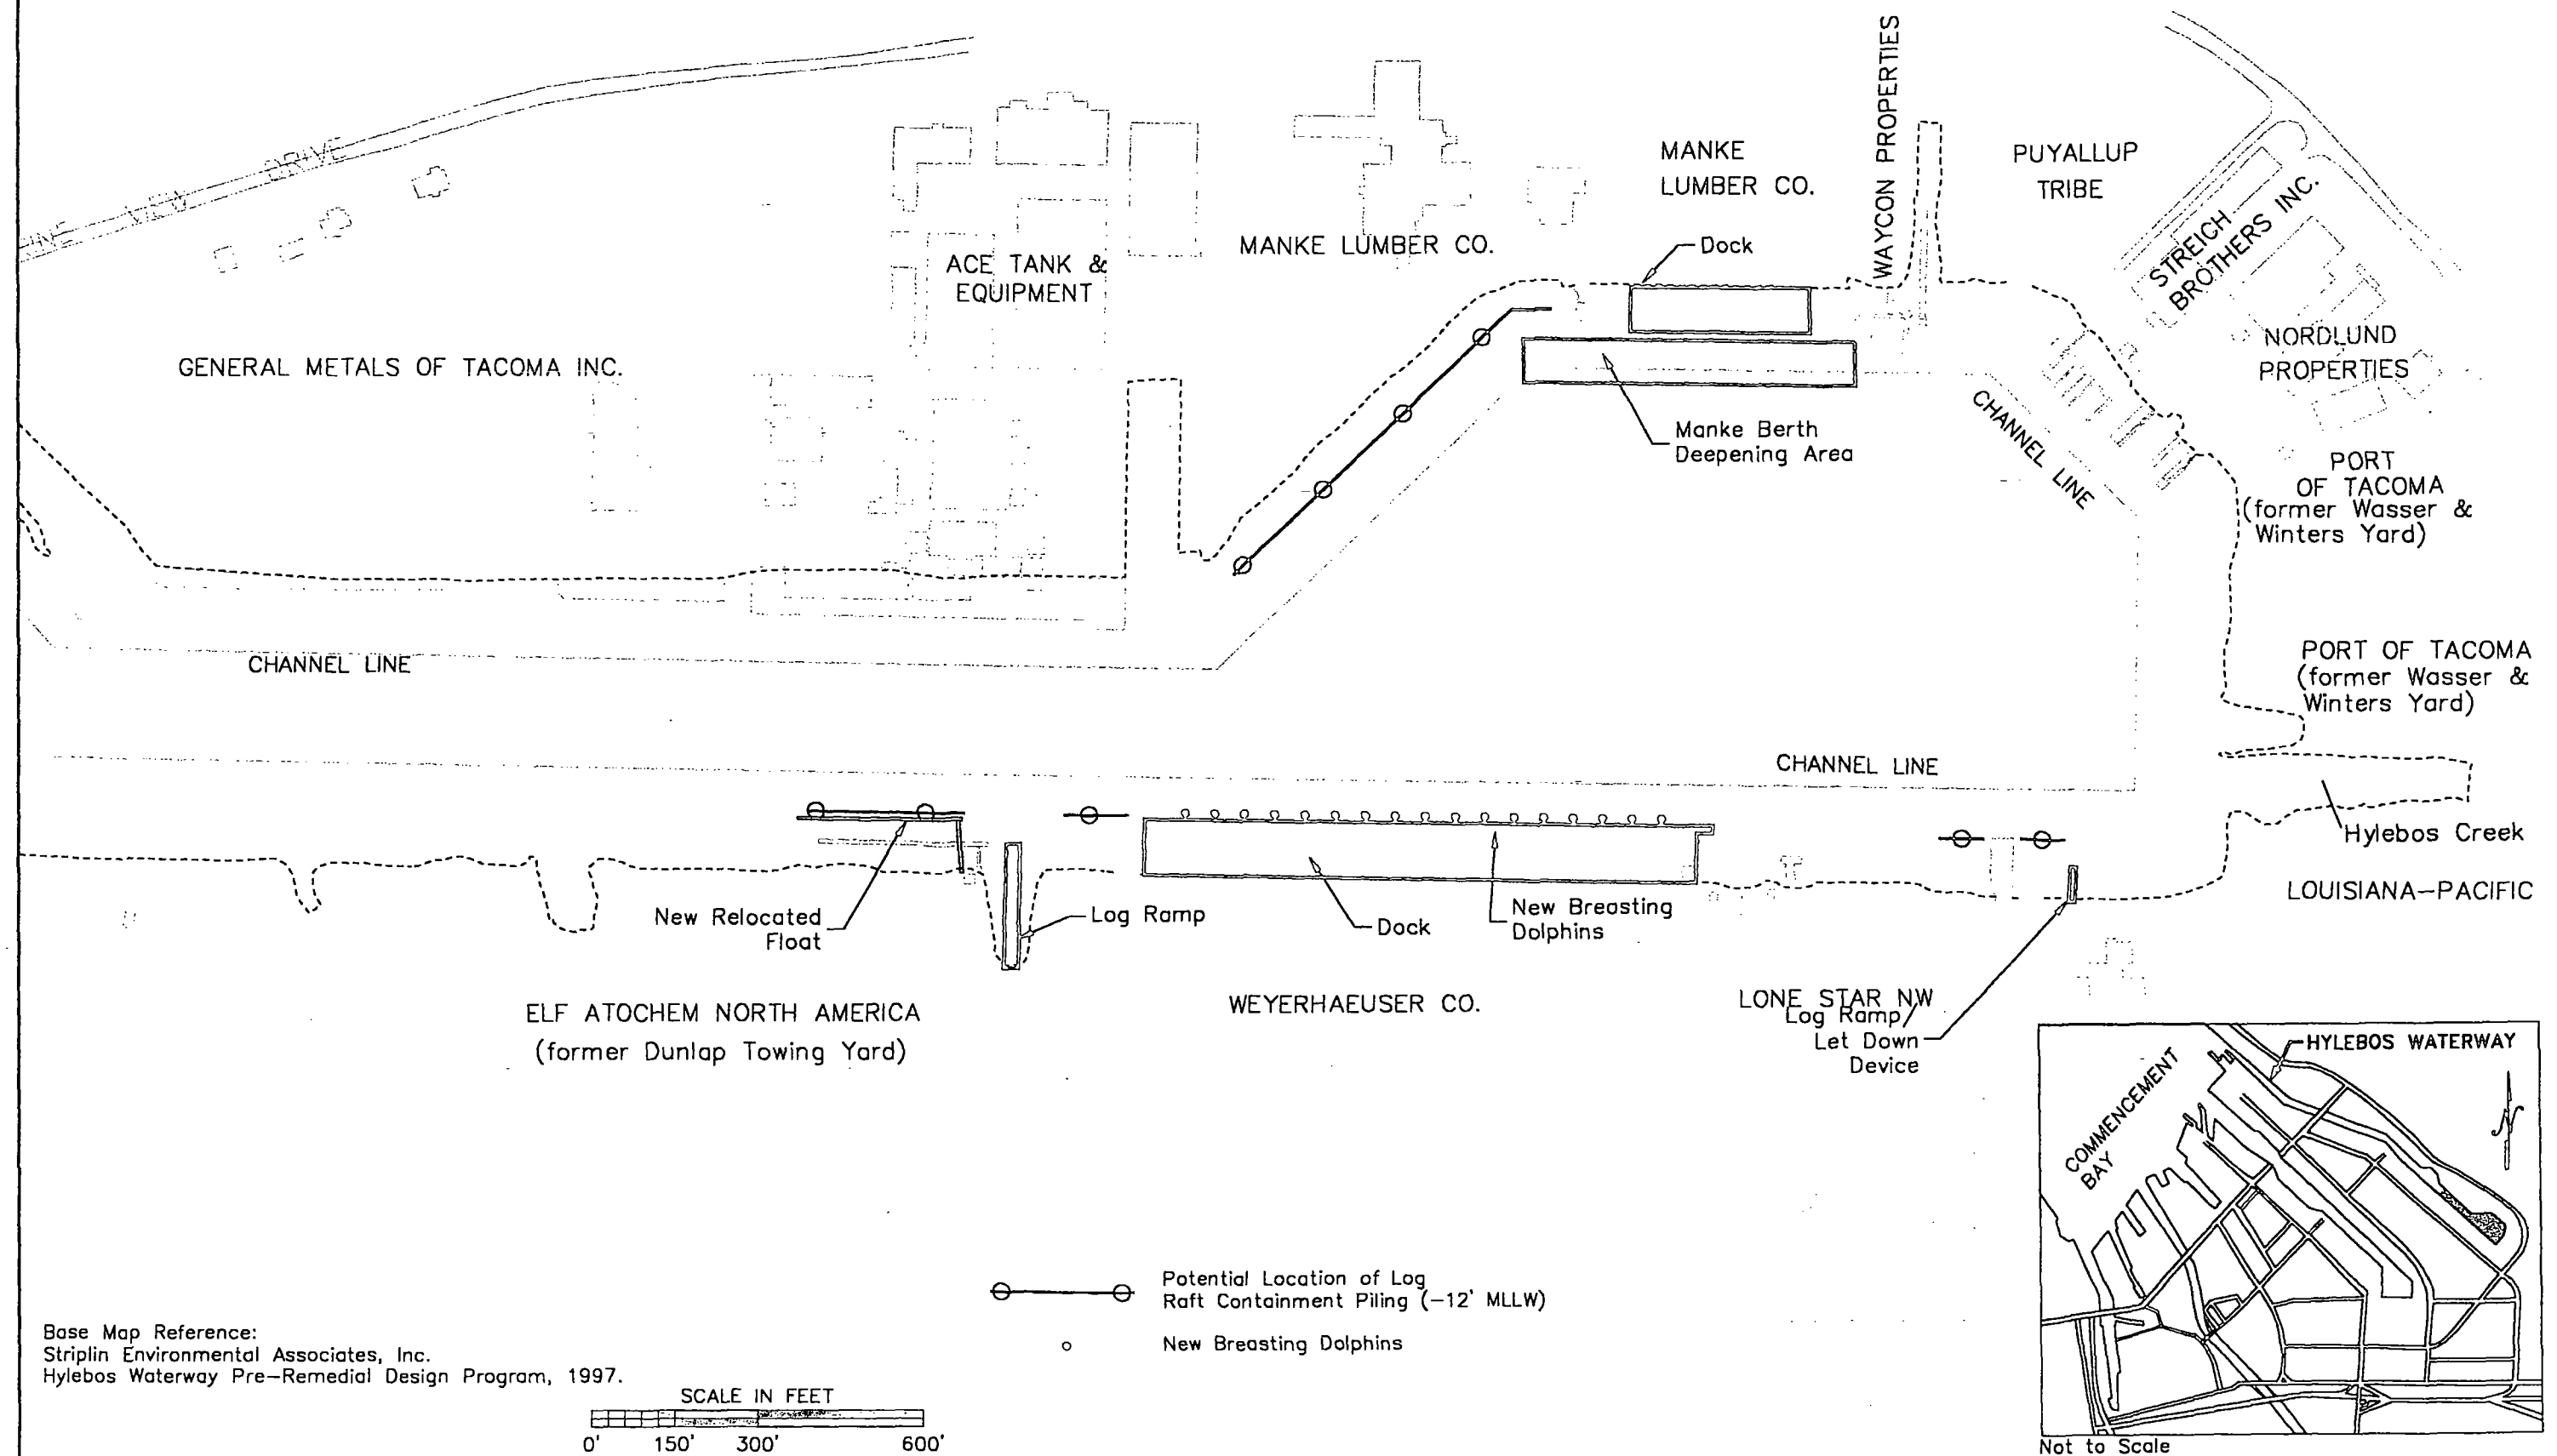 WAYCON PROPERTIES
MANKE
LUMBER CO.
PUYALLUP
TRIBE
VIEW DRIVE
STREICH
BROTHERS INC.
MANKE LUMBER CO.
Dock
ACE TANK &
EQUIPMENT
GENERAL METALS OF TACOMA INC.
NORDLUND
PROPERTIES
CHANNEL LINE
Manke Berth
Deepening Area
PORT
OF TACOMA
(former Wasser &
Winters Yard)
CHANNEL LINE
PORT OF TACOMA
(former Wasser &
Winters Yard)
CHANNEL LINE
Hylebos Creek
LOUISIANA-PACIFIC
New Relocated
Float
Log Ramp
Dock
New Breasting
Dolphins
ELF ATOCHEM NORTH AMERICA
(former Dunlap Towing Yard)
WEYERHAEUSER CO.
LONE STAR NW
Log Ramp/
Let Down
Device
HYLEBOS WATERWAY
COMMENCEMENT
BAY
N
Not to Scale
Potential Location of Log
Raft Containment Piling (-12' MLLW)
New Breasting Dolphins
Base Map Reference:
Striplin Environmental Associates, Inc.
Hylebos Waterway Pre-Remedial Design Program, 1997.
SCALE IN FEET
0' 150' 300' 600'